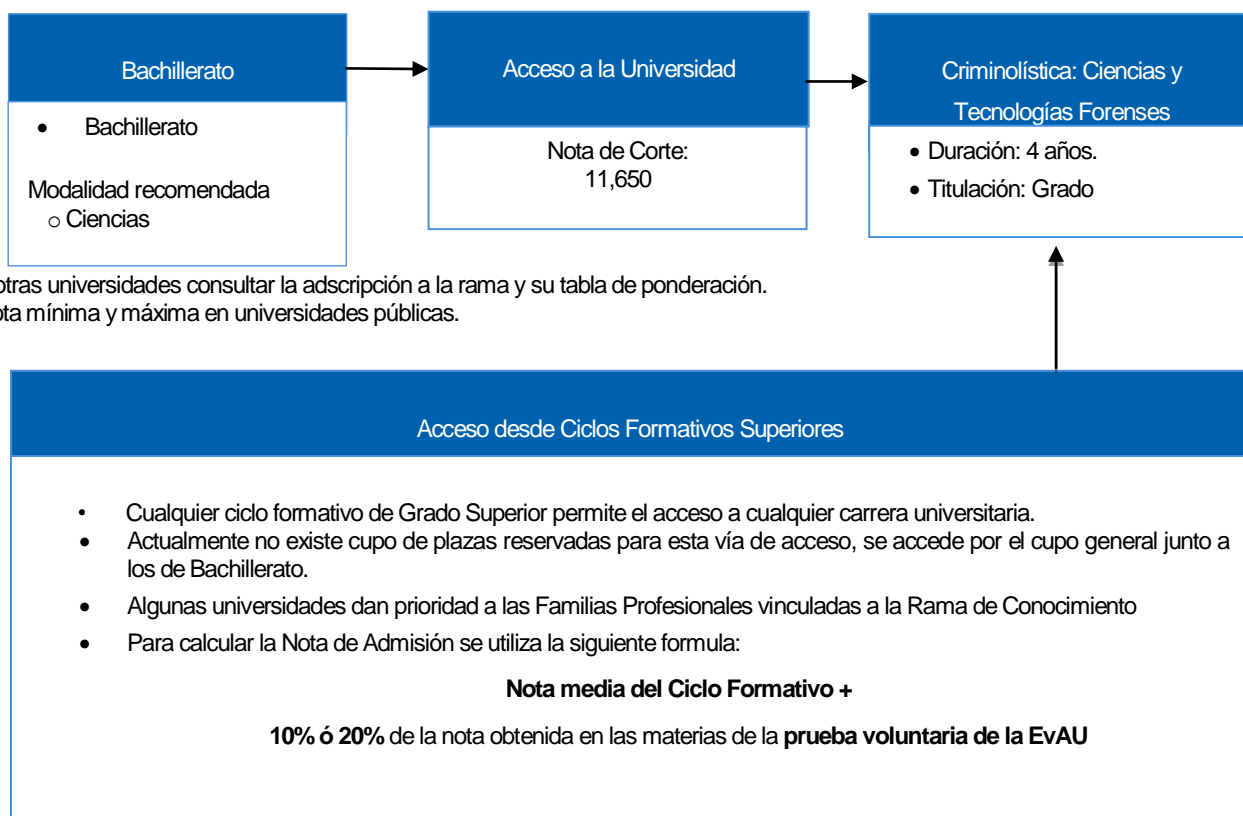 Bachillerato
• Bachillerato
Modalidad recomendada
o Ciencias
Acceso a la Universidad
Nota de Corte:
11,650
Criminolística: Ciencias y
Tecnologías Forenses
• Duración: 4 años.
• Titulación: Grado
otras universidades consultar la adscripción a la rama y su tabla de ponderación.
ota mínima y máxima en universidades públicas.
Acceso desde Ciclos Formativos Superiores
• Cualquier ciclo formativo de Grado Superior permite el acceso a cualquier carrera universitaria.
• Actualmente no existe cupo de plazas reservadas para esta vía de acceso, se accede por el cupo general junto a
los de Bachillerato.
• Algunas universidades dan prioridad a las Familias Profesionales vinculadas a la Rama de Conocimiento
• Para calcular la Nota de Admisión se utiliza la siguiente formula:
Nota media del Ciclo Formativo +
10% ó 20% de la nota obtenida en las materias de la prueba voluntaria de la EvAU